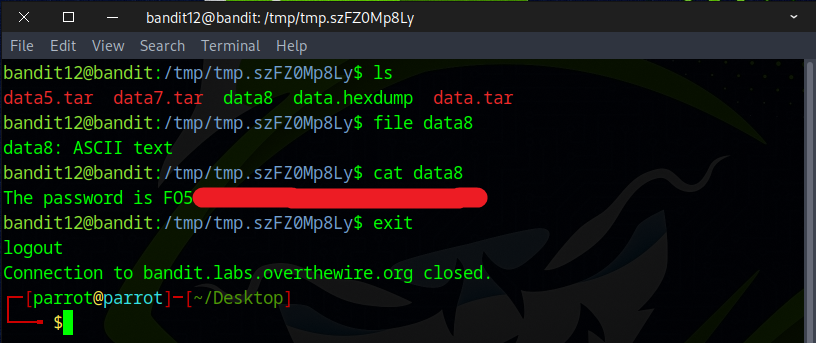 bandit12@bandit: /tmp/tmp.szFZ0Mp8Ly
File Edit View Search Terminal Help
bandit12@bandit:/tmp/tmp.szFZ0Mp8Ly$ ls
data5.tar data7.tar data8 data.hexdump data.tar
bandit12@bandit:/tmp/tmp.szFZ0Mp8Ly$ file data8
data8: ASCII text
bandit12@bandit:/tmp/tmp.szFZ0Mp8Ly$ cat data8
The password is FO5
bandit12@bandit:/tmp/tmp.szFZ0Mp8Ly$ exit
logout
Connection to bandit.labs.overthewire.org closed.
┌─[parrot@parrot]─[~/Desktop]
└──╼ $